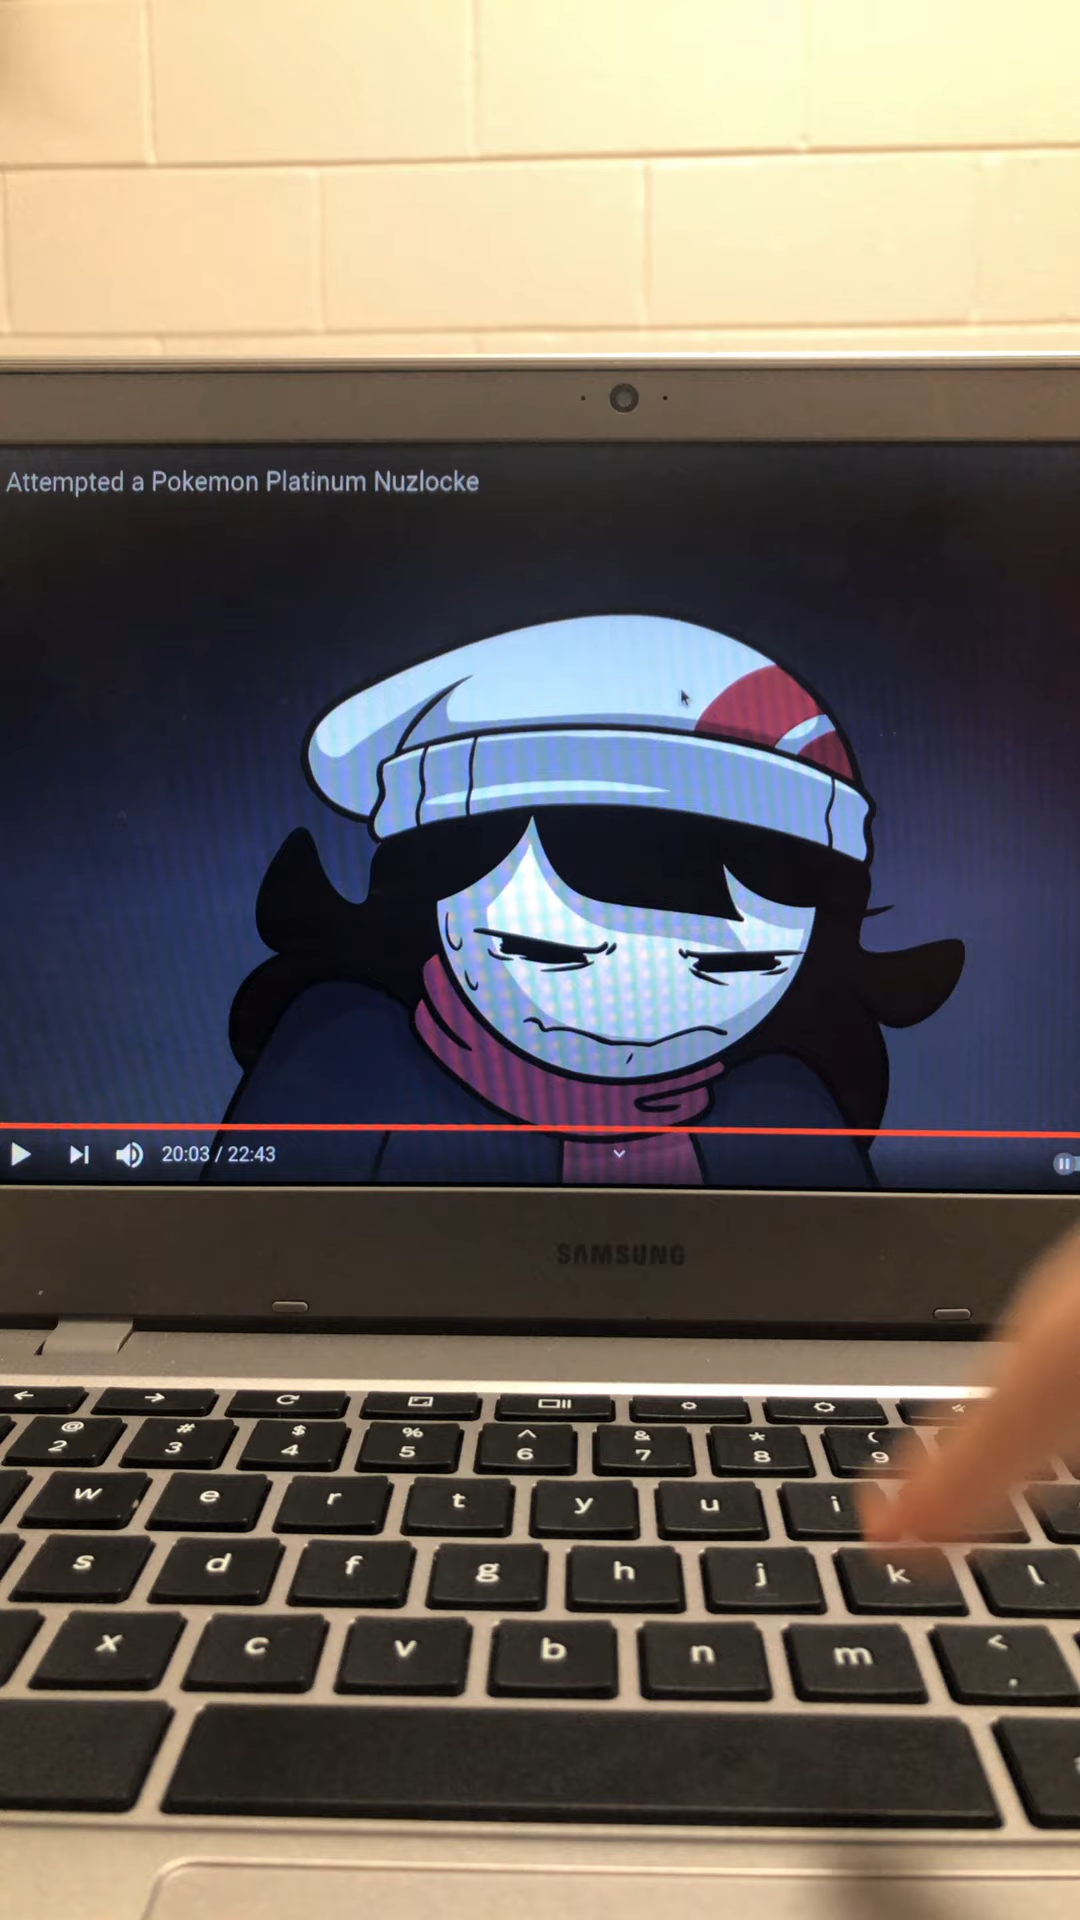 Attempted a Pokemon Platinum Nuzlocke
20:03 / 22:43
SAMSUNG
@ # $ % ^ & * (
2 3 4 5 6 7 8 9
w e r t y u i
s d f g h j k l
x c v b n m <
,